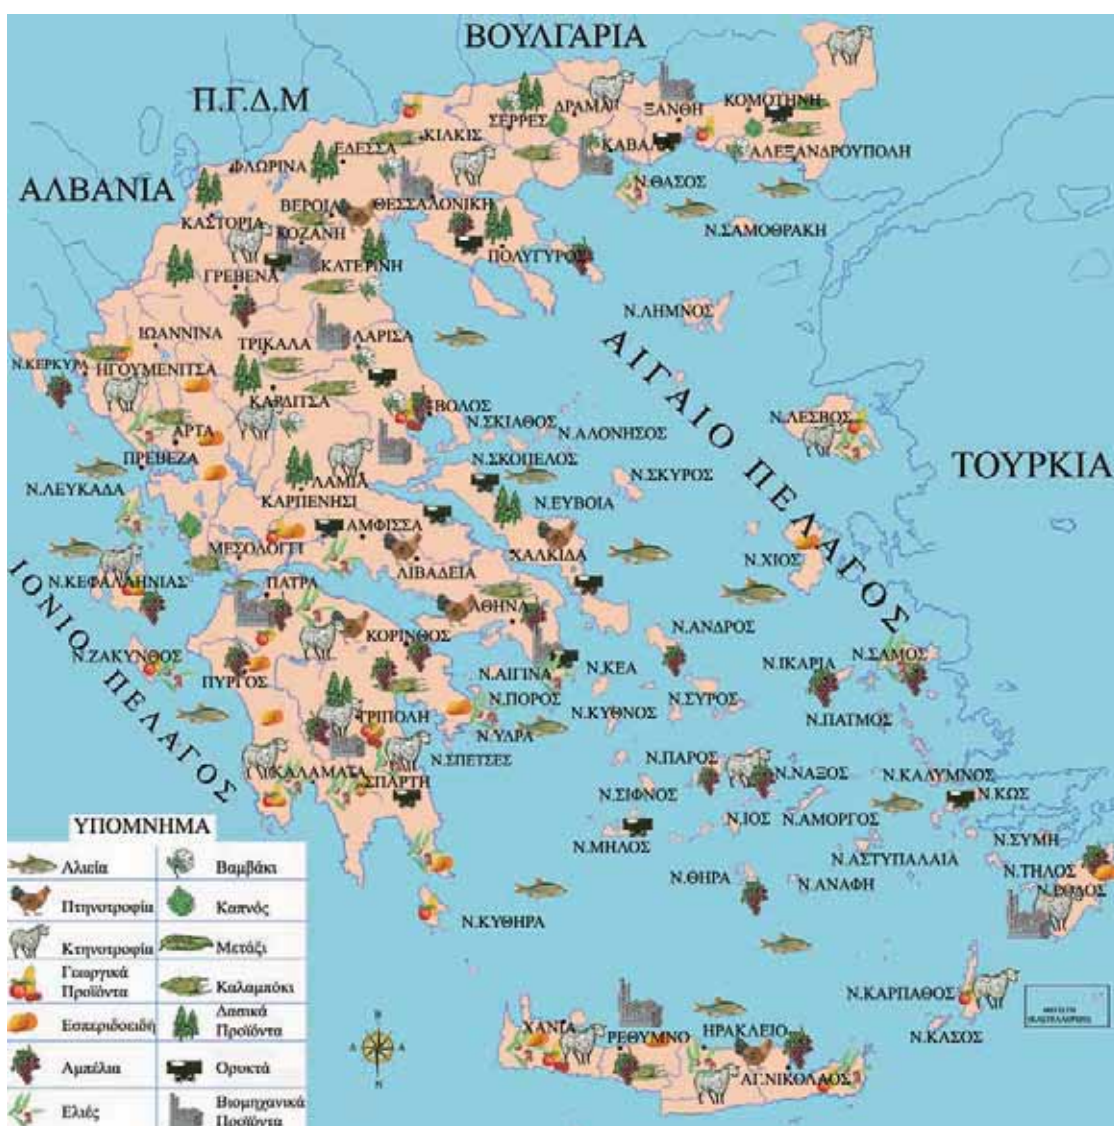 ΒΟΥΛΓΑΡΙΑ
Π.Γ.Δ.Μ
ΑΛΒΑΝΙΑ
ΤΟΥΡΚΙΑ
ΑΙΓΑΙΟ ΠΕΛΑΓΟΣ
ΙΟΝΙΟ ΠΕΛΑΓΟΣ
ΔΡΑΜΑ
ΞΑΝΘΗ
ΚΟΜΟΤΗΝΗ
ΣΕΡΡΕΣ
ΚΙΛΚΙΣ
ΚΑΒΑΛΑ
ΑΛΕΞΑΝΔΡΟΥΠΟΛΗ
ΕΔΕΣΣΑ
ΦΛΩΡΙΝΑ
Ν.ΘΑΣΟΣ
ΒΕΡΟΙΑ
ΘΕΣΣΑΛΟΝΙΚΗ
Ν.ΣΑΜΟΘΡΑΚΗ
ΚΑΣΤΟΡΙΑ
ΚΟΖΑΝΗ
ΚΑΤΕΡΙΝΗ
ΠΟΛΥΓΥΡΟΣ
ΓΡΕΒΕΝΑ
Ν.ΛΗΜΝΟΣ
ΙΩΑΝΝΙΝΑ
ΤΡΙΚΑΛΑ
ΛΑΡΙΣΑ
Ν.ΚΕΡΚΥΡΑ
ΗΓΟΥΜΕΝΙΤΣΑ
ΚΑΡΔΙΤΣΑ
ΒΟΛΟΣ
Ν.ΣΚΙΑΘΟΣ
Ν.ΑΛΟΝΗΣΟΣ
Ν.ΛΕΣΒΟΣ
ΑΡΤΑ
ΠΡΕΒΕΖΑ
Ν.ΣΚΟΠΕΛΟΣ
Ν.ΣΚΥΡΟΣ
Ν.ΛΕΥΚΑΔΑ
ΛΑΜΙΑ
ΚΑΡΠΕΝΗΣΙ
Ν.ΕΥΒΟΙΑ
ΑΜΦΙΣΣΑ
ΜΕΣΟΛΟΓΓΙ
ΛΙΒΑΔΕΙΑ
ΧΑΛΚΙΔΑ
Ν.ΧΙΟΣ
Ν.ΚΕΦΑΛΛΗΝΙΑΣ
ΠΑΤΡΑ
ΑΘΗΝΑ
Ν.ΑΝΔΡΟΣ
ΚΟΡΙΝΘΟΣ
Ν.ΖΑΚΥΝΘΟΣ
ΠΥΡΓΟΣ
Ν.ΑΙΓΙΝΑ
Ν.ΚΕΑ
Ν.ΙΚΑΡΙΑ
Ν.ΣΑΜΟΣ
Ν.ΠΟΡΟΣ
Ν.ΣΥΡΟΣ
ΤΡΙΠΟΛΗ
Ν.ΥΔΡΑ
Ν.ΚΥΘΝΟΣ
Ν.ΠΑΤΜΟΣ
Ν.ΣΠΕΤΣΕΣ
Ν.ΠΑΡΟΣ
ΚΑΛΑΜΑΤΑ
ΣΠΑΡΤΗ
Ν.ΝΑΞΟΣ
Ν.ΚΑΛΥΜΝΟΣ
Ν.ΣΙΦΝΟΣ
Ν.ΚΩΣ
Ν.ΙΟΣ
Ν.ΑΜΟΡΓΟΣ
Ν.ΜΗΛΟΣ
Ν.ΣΥΜΗ
Ν.ΑΣΤΥΠΑΛΑΙΑ
Ν.ΤΗΛΟΣ
Ν.ΘΗΡΑ
Ν.ΑΝΑΦΗ
Ν.ΡΟΔΟΣ
Ν.ΚΥΘΗΡΑ
Ν.ΚΑΡΠΑΘΟΣ
Ν.ΚΑΣΟΣ
ΧΑΝΙΑ
ΡΕΘΥΜΝΟ
ΗΡΑΚΛΕΙΟ
ΑΓ.ΝΙΚΟΛΑΟΣ
ΥΠΟΜΝΗΜΑ
Αλιεία
Βαμβάκι
Πτηνοτροφία
Καπνός
Κτηνοτροφία
Μετάξι
Γεωργικά
Προϊόντα
Καλαμπόκι
Εσπεριδοειδή
Δασικά
Προϊόντα
Αμπέλια
Ορυκτά
Ελιές
Βιομηχανικά
Προϊόντα
Β
Δ
Α
Ν